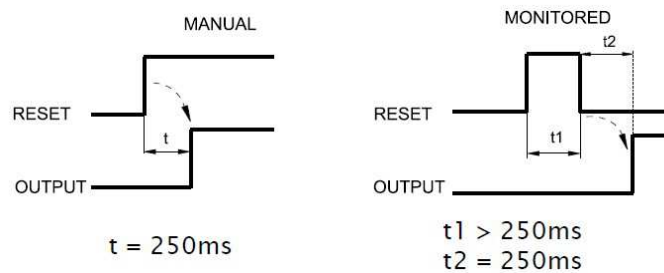 MANUAL
RESET
t
OUTPUT
t = 250ms
MONITORED
t2
RESET
t1
OUTPUT
t1 > 250ms
t2 = 250ms